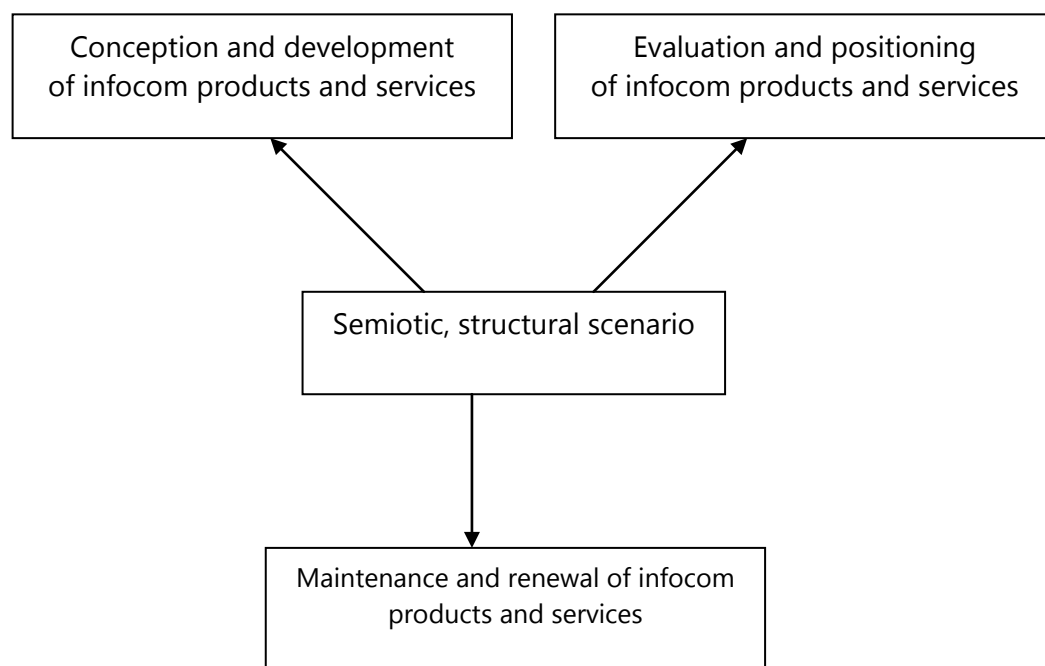 Conception and development
of infocom products and services
Evaluation and positioning
of infocom products and services
Semiotic, structural scenario
Maintenance and renewal of infocom
products and services